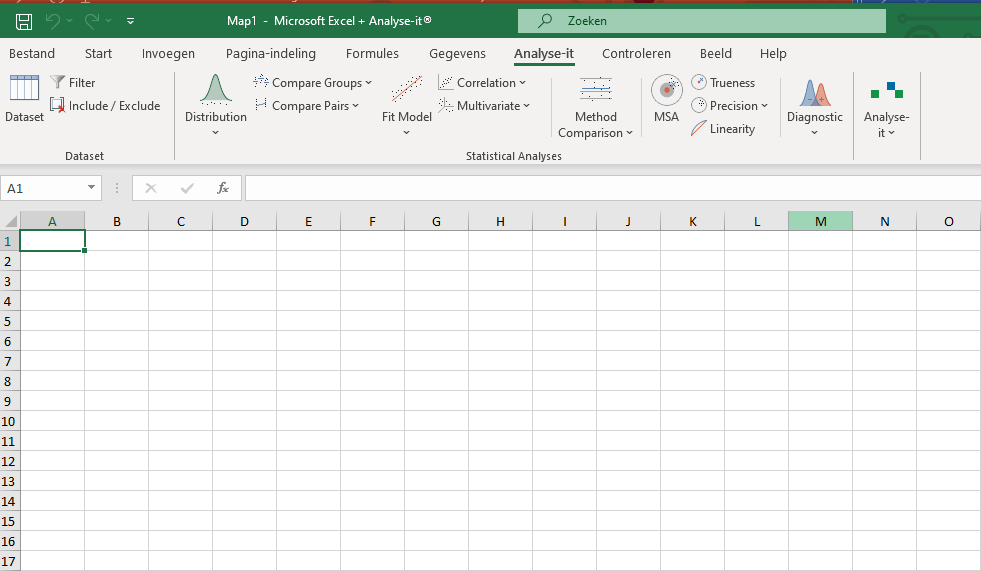 Map1 - Microsoft Excel + Analyse-it®
Zoeken
Bestand Start Invoegen Pagina-indeling Formules Gegevens Analyse-it Controleren Beeld Help
Dataset
Filter
Include / Exclude
Dataset
Distribution
Compare Groups
Compare Pairs
Fit Model
Correlation
Multivariate
Method
Comparison
MSA
Trueness
Precision
Linearity
Diagnostic
Analyse-
it
Statistical Analyses
A1
fx
A B C D E F G H I J K L M N O
1
2
3
4
5
6
7
8
9
10
11
12
13
14
15
16
17